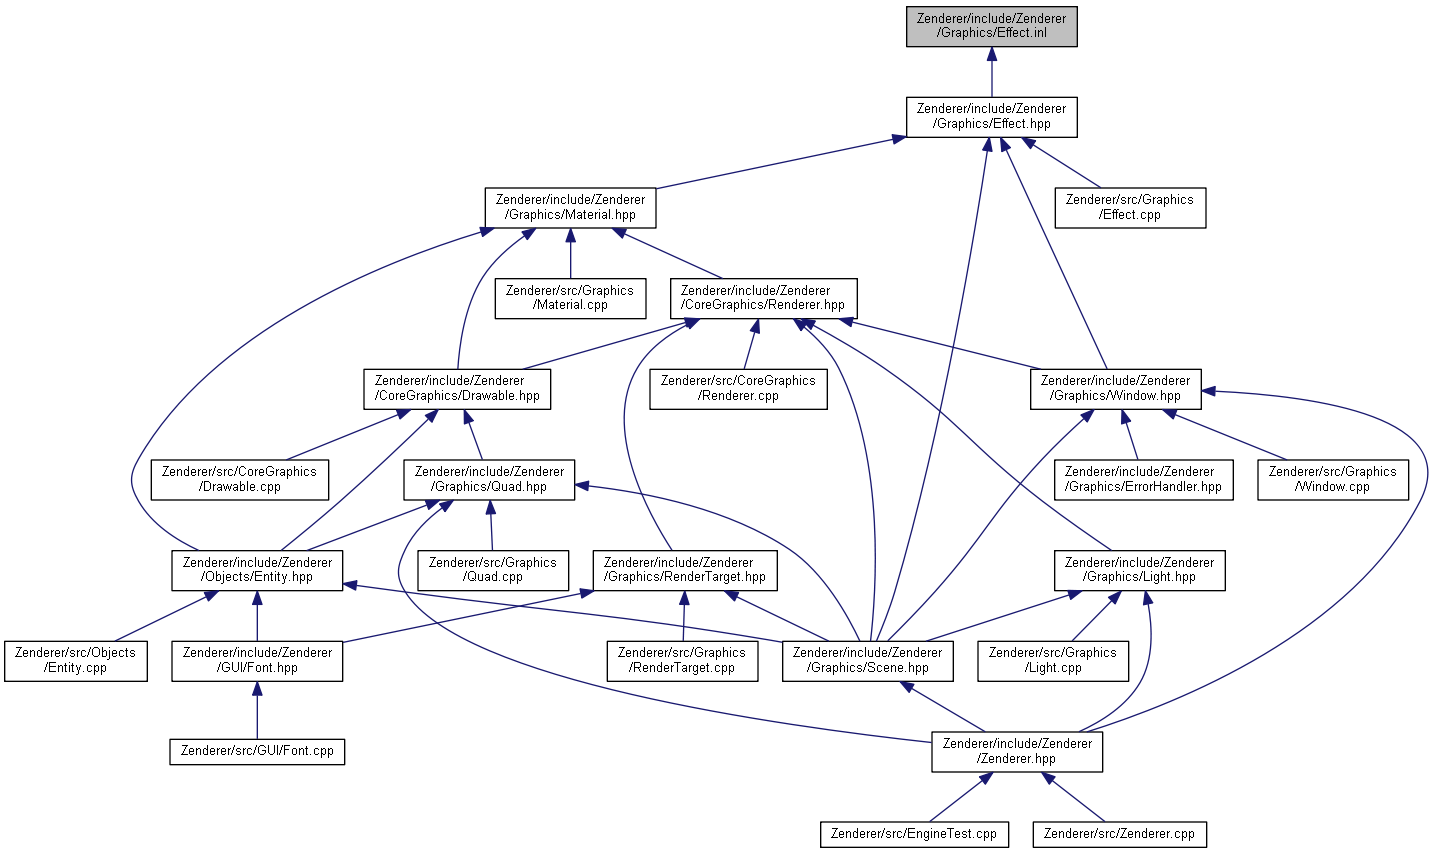 Zenderer/include/Zenderer
/Graphics/Effect.inl
Zenderer/include/Zenderer
/Graphics/Effect.hpp
Zenderer/include/Zenderer
/Graphics/Material.hpp
Zenderer/src/Graphics
/Effect.cpp
Zenderer/src/Graphics
/Material.cpp
Zenderer/include/Zenderer
/CoreGraphics/Renderer.hpp
Zenderer/include/Zenderer
/CoreGraphics/Drawable.hpp
Zenderer/src/CoreGraphics
/Renderer.cpp
Zenderer/include/Zenderer
/Graphics/Window.hpp
Zenderer/src/CoreGraphics
/Drawable.cpp
Zenderer/include/Zenderer
/Graphics/Quad.hpp
Zenderer/include/Zenderer
/Graphics/ErrorHandler.hpp
Zenderer/src/Graphics
/Window.cpp
Zenderer/include/Zenderer
/Objects/Entity.hpp
Zenderer/src/Graphics
/Quad.cpp
Zenderer/include/Zenderer
/Graphics/RenderTarget.hpp
Zenderer/include/Zenderer
/Graphics/Light.hpp
Zenderer/src/Objects
/Entity.cpp
Zenderer/include/Zenderer
/GUI/Font.hpp
Zenderer/src/Graphics
/RenderTarget.cpp
Zenderer/include/Zenderer
/Graphics/Scene.hpp
Zenderer/src/Graphics
/Light.cpp
Zenderer/src/GUI/Font.cpp
Zenderer/include/Zenderer
/Zenderer.hpp
Zenderer/src/EngineTest.cpp
Zenderer/src/Zenderer.cpp